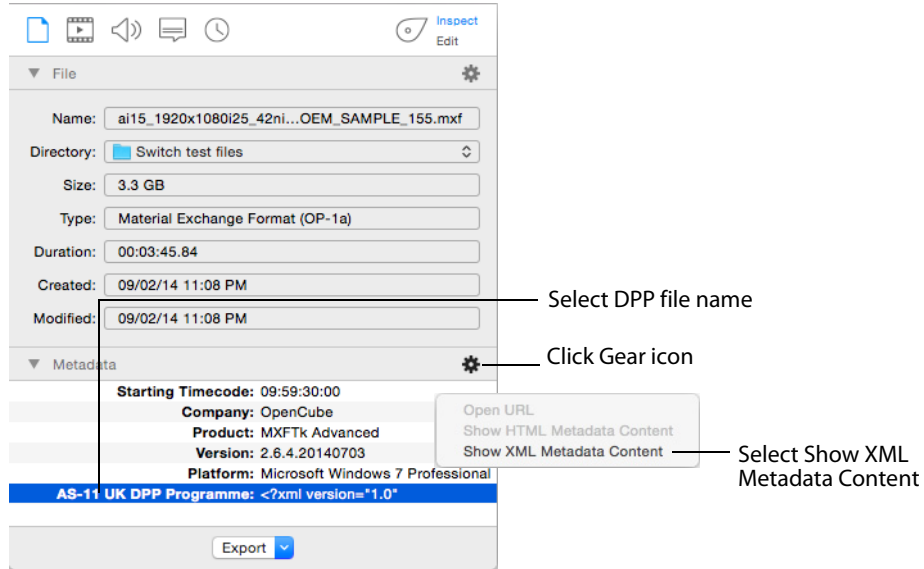 Inspect
Edit
File
Name: ai15_1920x1080i25_42ni...OEM_SAMPLE_155.mxf
Directory: Switch test files
Size: 3.3 GB
Type: Material Exchange Format (OP-1a)
Duration: 00:03:45.84
Created: 09/02/14 11:08 PM
Select DPP file name
Modified: 09/02/14 11:08 PM
Metadata
Click Gear icon
Starting Timecode: 09:59:30:00
Company: OpenCube
Product: MXFTk Advanced
Version: 2.6.4.20140703
Platform: Microsoft Windows 7 Professional
AS-11 UK DPP Programme: <?xml version="1.0"
Open URL
Show HTML Metadata Content
Show XML Metadata Content
Select Show XML
Metadata Content
Export